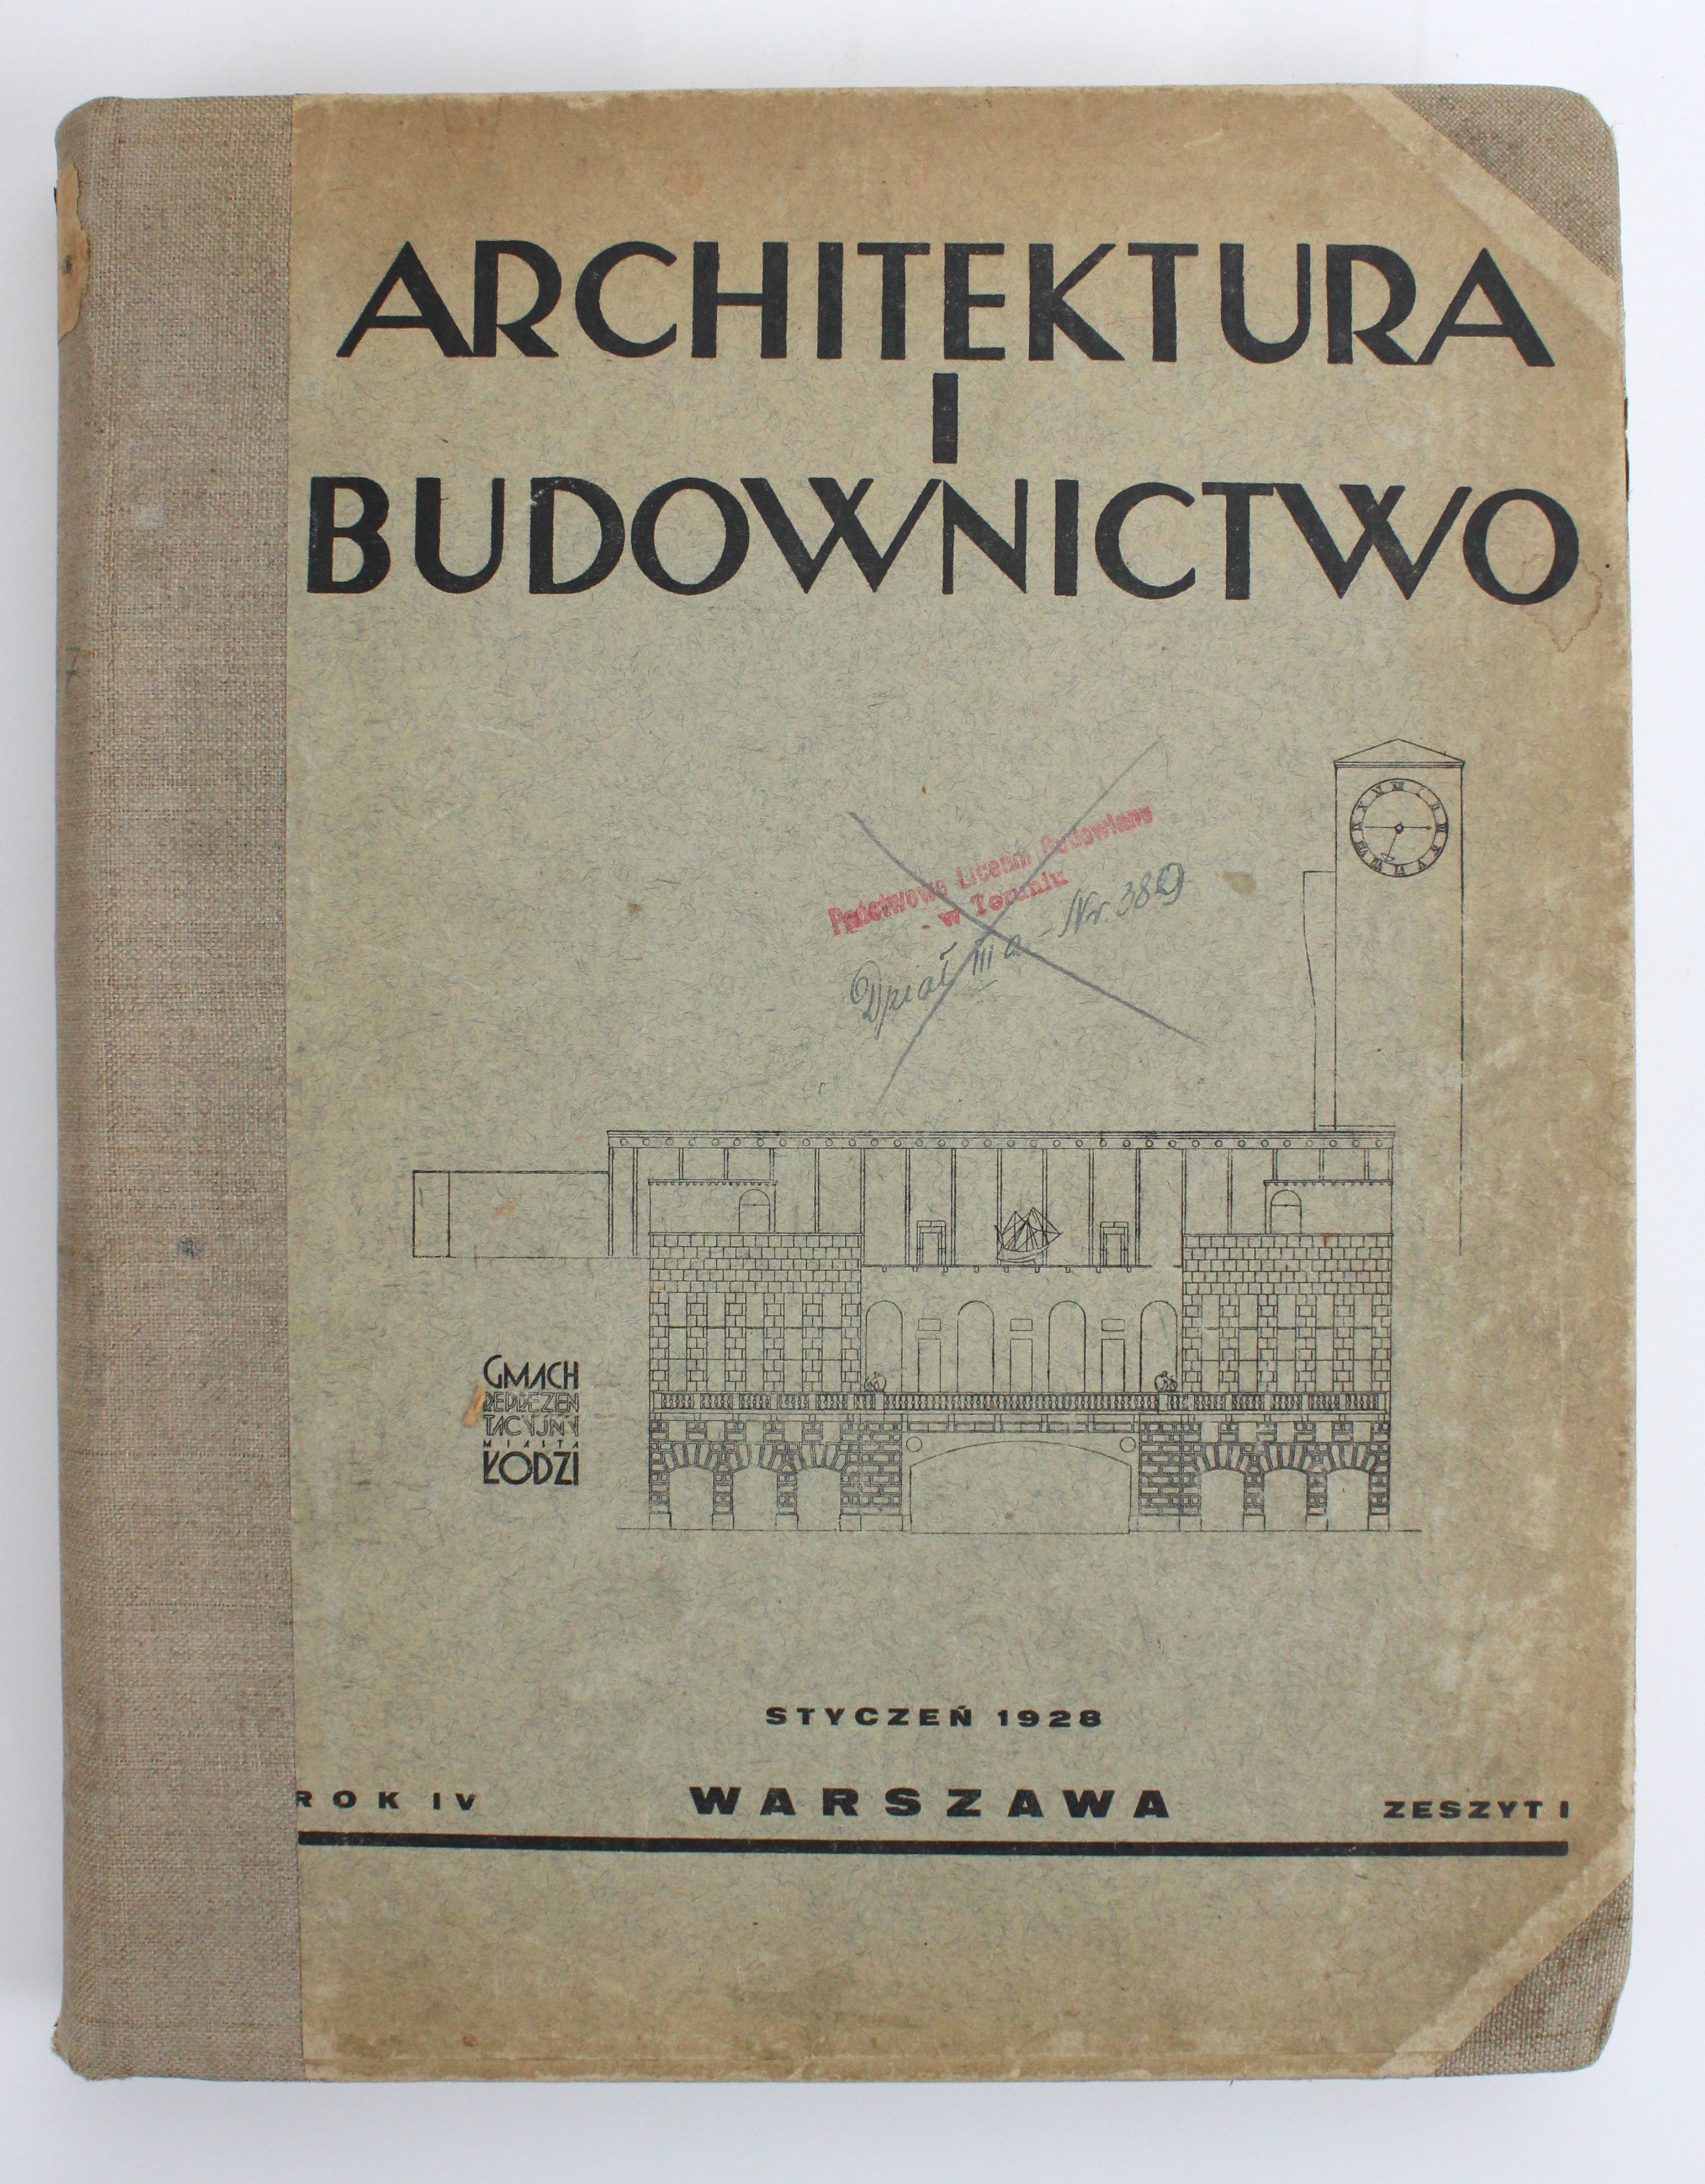 ARCHITEKTURA
I
BUDOWNICTWO
Państwowe Liceum Budowlane
w Toruniu
Dział III a - Nr. 389
GMACH
REPREZEN
TACYJNY
MIASTA
ŁODZI
STYCZEŃ 1928
ROK IV WARSZAWA ZESZYT I